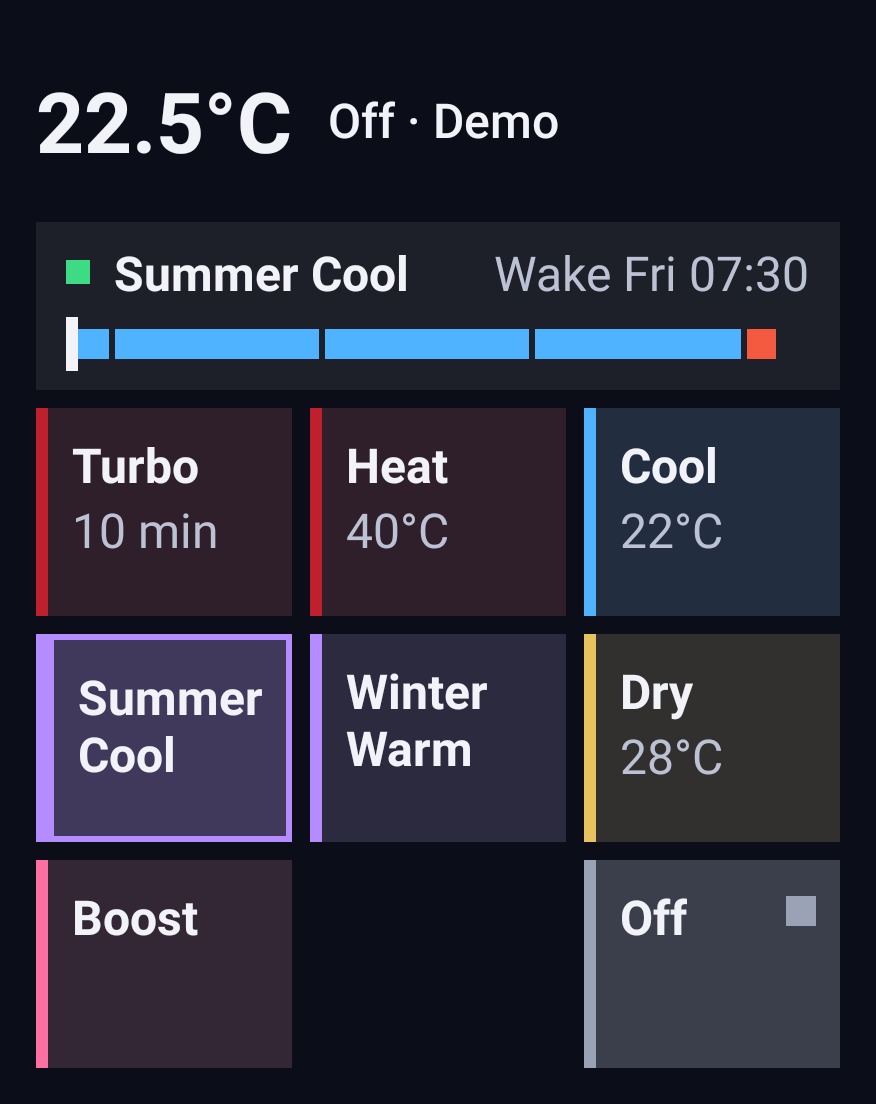 22.5°C Off · Demo
Summer Cool Wake Fri 07:30
Turbo
10 min
Heat
40°C
Cool
22°C
Summer
Cool
Winter
Warm
Dry
28°C
Boost
Off